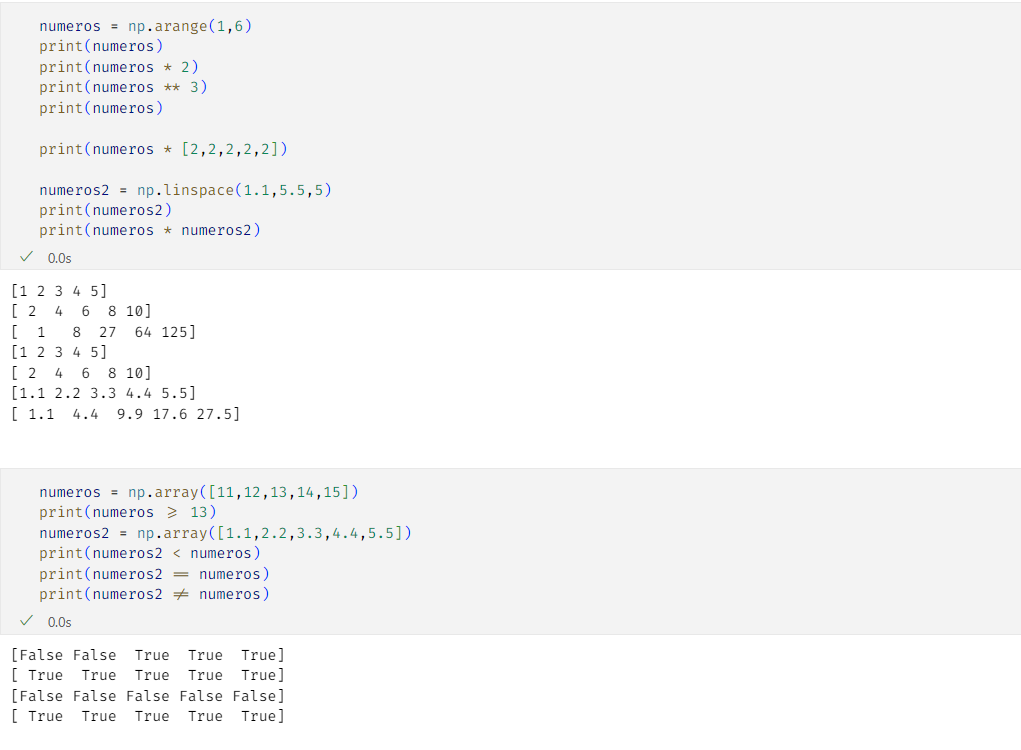 numeros = np.arange(1,6)
print(numeros)
print(numeros * 2)
print(numeros ** 3)
print(numeros)
print(numeros * [2,2,2,2,2])
numeros2 = np.linspace(1.1,5.5,5)
print(numeros2)
print(numeros * numeros2)
✓ 0.0s
[1 2 3 4 5]
[ 2  4  6  8 10]
[  1   8  27  64 125]
[1 2 3 4 5]
[ 2  4  6  8 10]
[1.1 2.2 3.3 4.4 5.5]
[ 1.1  4.4  9.9 17.6 27.5]
numeros = np.array([11,12,13,14,15])
print(numeros >= 13)
numeros2 = np.array([1.1,2.2,3.3,4.4,5.5])
print(numeros2 < numeros)
print(numeros2 == numeros)
print(numeros2 != numeros)
✓ 0.0s
[False False  True  True  True]
[ True  True  True  True  True]
[False False False False False]
[ True  True  True  True  True]